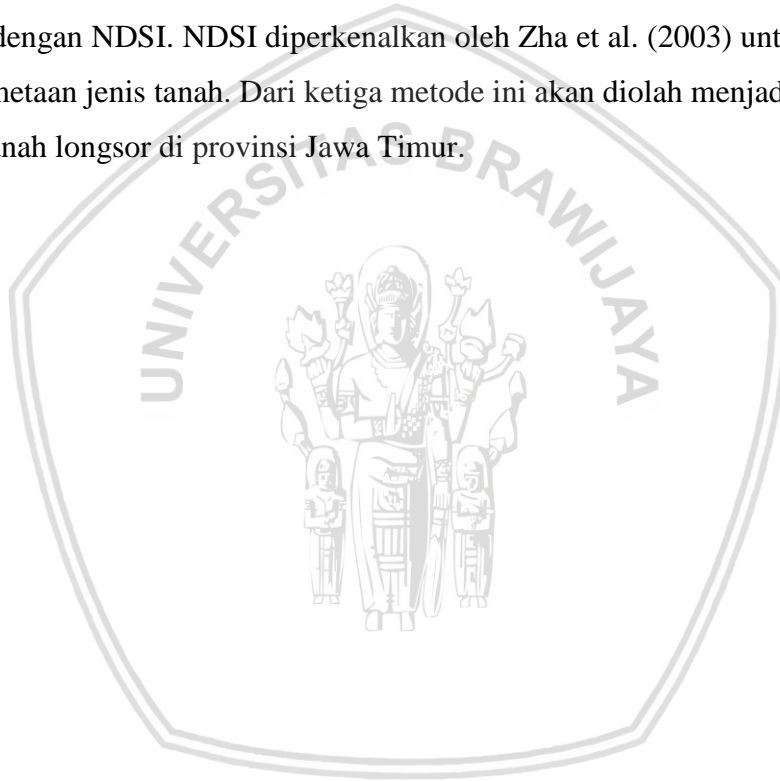 dengan NDSI. NDSI diperkenalkan oleh Zha et al. (2003) unt
etaan jenis tanah. Dari ketiga metode ini akan diolah menjad
nah longsor di provinsi Jawa Timur.
UNIVERSITAS BRAWIJAYA